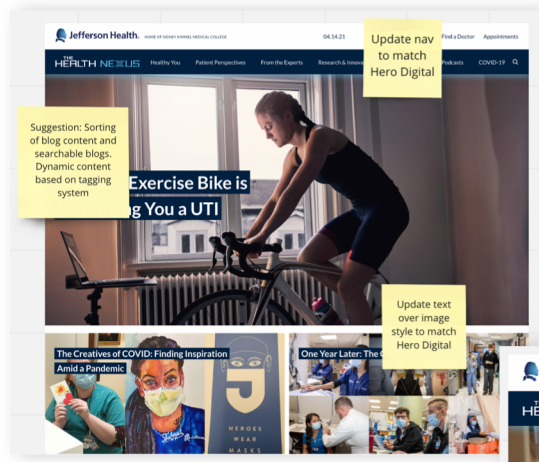 Jefferson Health.
HOME OF SIDNEY KIMMEL MEDICAL COLLEGE
04.14.21
Find a Doctor
Appointments
Update nav
to match
Hero Digital
THE
HEALTH NEXUS
Healthy You
Patient Perspectives
From the Experts
Research &
Podcasts
COVID-19
Suggestion: Sorting
of blog content and
searchable blogs.
Dynamic content
based on tagging
system
Exercise Bike is
You a UTI
Update text
over image
style to match
Hero Digital
The Creatives of COVID: Finding Inspiration
Amid a Pandemic
One Year Later: The
HEROES
WEAR
MASKS